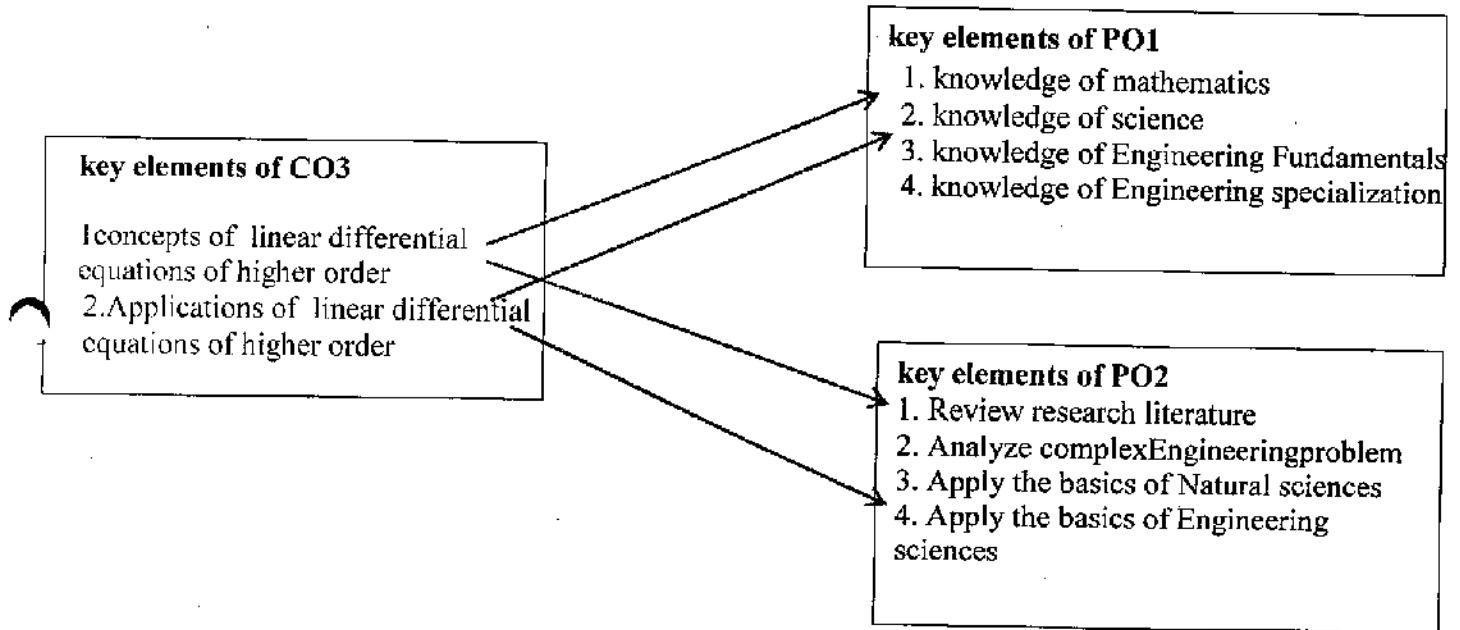 key elements of CO3
1concepts of linear differential
equations of higher order
2.Applications of linear differential
equations of higher order
key elements of PO1
1. knowledge of mathematics
2. knowledge of science
3. knowledge of Engineering Fundamentals
4. knowledge of Engineering specialization
key elements of PO2
1. Review research literature
2. Analyze complexEngineeringproblem
3. Apply the basics of Natural sciences
4. Apply the basics of Engineering
sciences